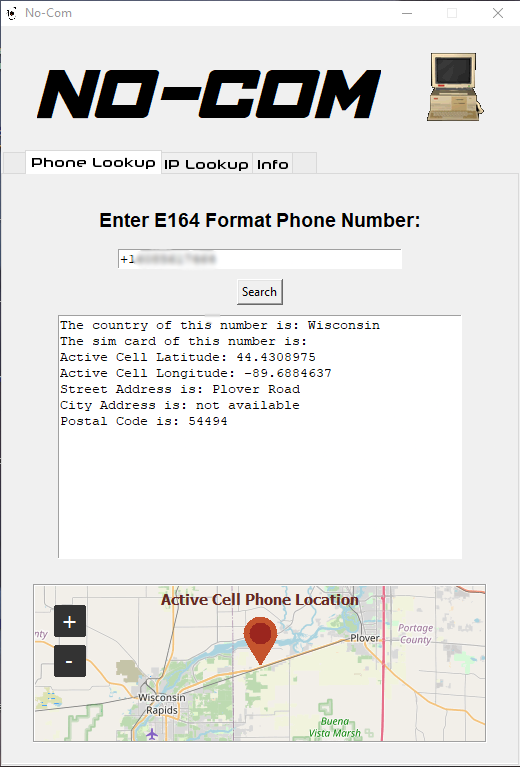 No-Com
NO-COM
Phone Lookup IP Lookup Info
Enter E164 Format Phone Number:
+1
Search
The country of this number is: Wisconsin
The sim card of this number is:
Active Cell Latitude: 44.4308975
Active Cell Longitude: -89.6884637
Street Address is: Plover Road
City Address is: not available
Postal Code is: 54494
Active Cell Phone Location
+
-
nty
Plover
Portage
County
Wisconsin
Rapids
Buena
Vista Marsh